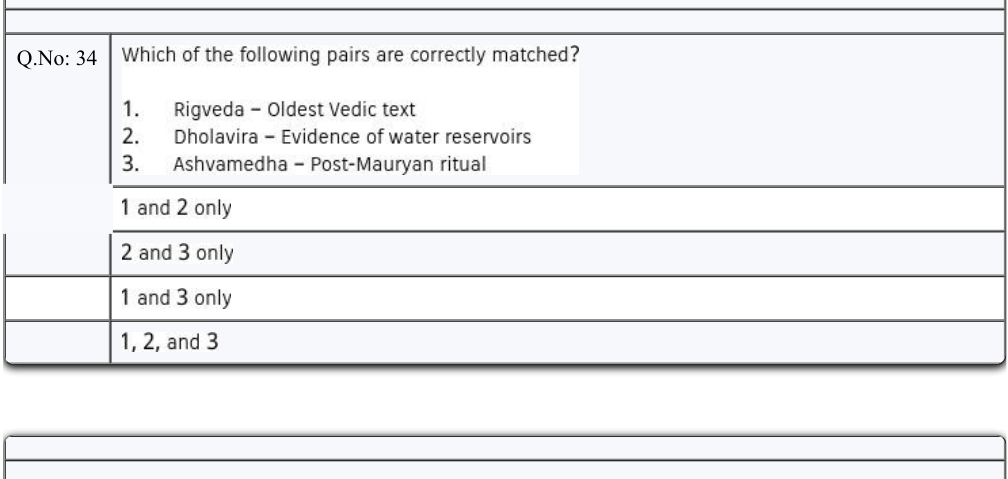 Q.No: 34
Which of the following pairs are correctly matched?
1. Rigveda – Oldest Vedic text
2. Dholavira – Evidence of water reservoirs
3. Ashvamedha – Post-Mauryan ritual
1 and 2 only
2 and 3 only
1 and 3 only
1, 2, and 3